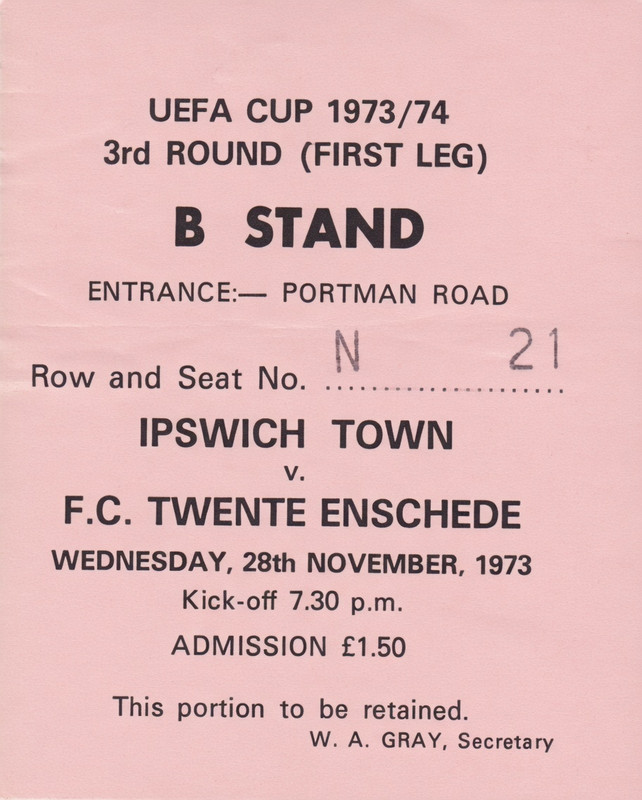 UEFA CUP 1973/74
3rd ROUND (FIRST LEG)
B STAND
ENTRANCE:— PORTMAN ROAD
Row and Seat No. N 21
IPSWICH TOWN
v.
F.C. TWENTE ENSCHEDE
WEDNESDAY, 28th NOVEMBER, 1973
Kick-off 7.30 p.m.
ADMISSION £1.50
This portion to be retained.
W. A. GRAY, Secretary